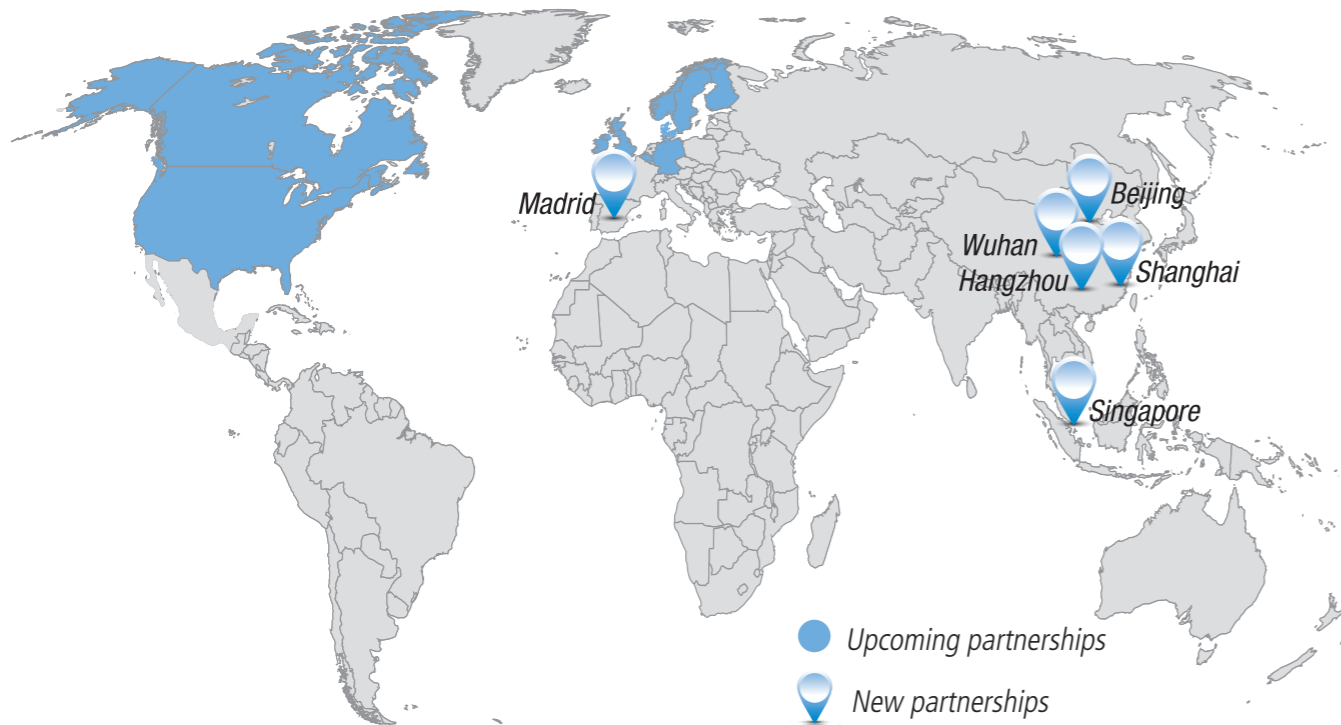 Madrid
Beijing
Wuhan
Hangzhou
Shanghai
Singapore
Upcoming partnerships
New partnerships